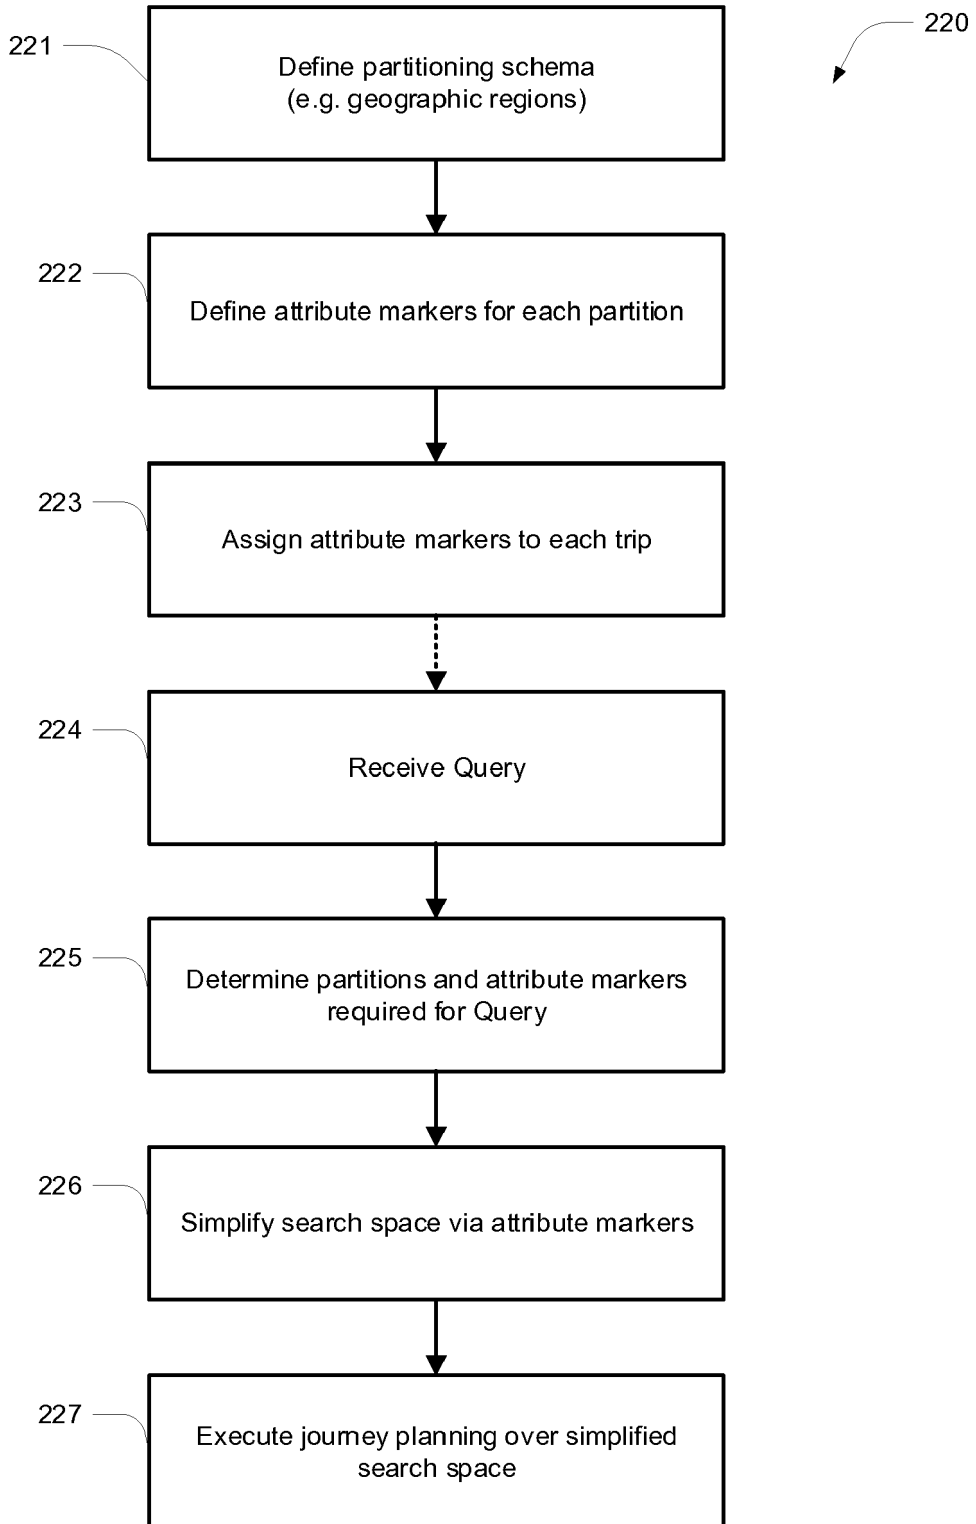 220
221
Define partitioning schema
(e.g. geographic regions)
222
Define attribute markers for each partition
223
Assign attribute markers to each trip
224
Receive Query
225
Determine partitions and attribute markers
required for Query
226
Simplify search space via attribute markers
227
Execute journey planning over simplified
search space